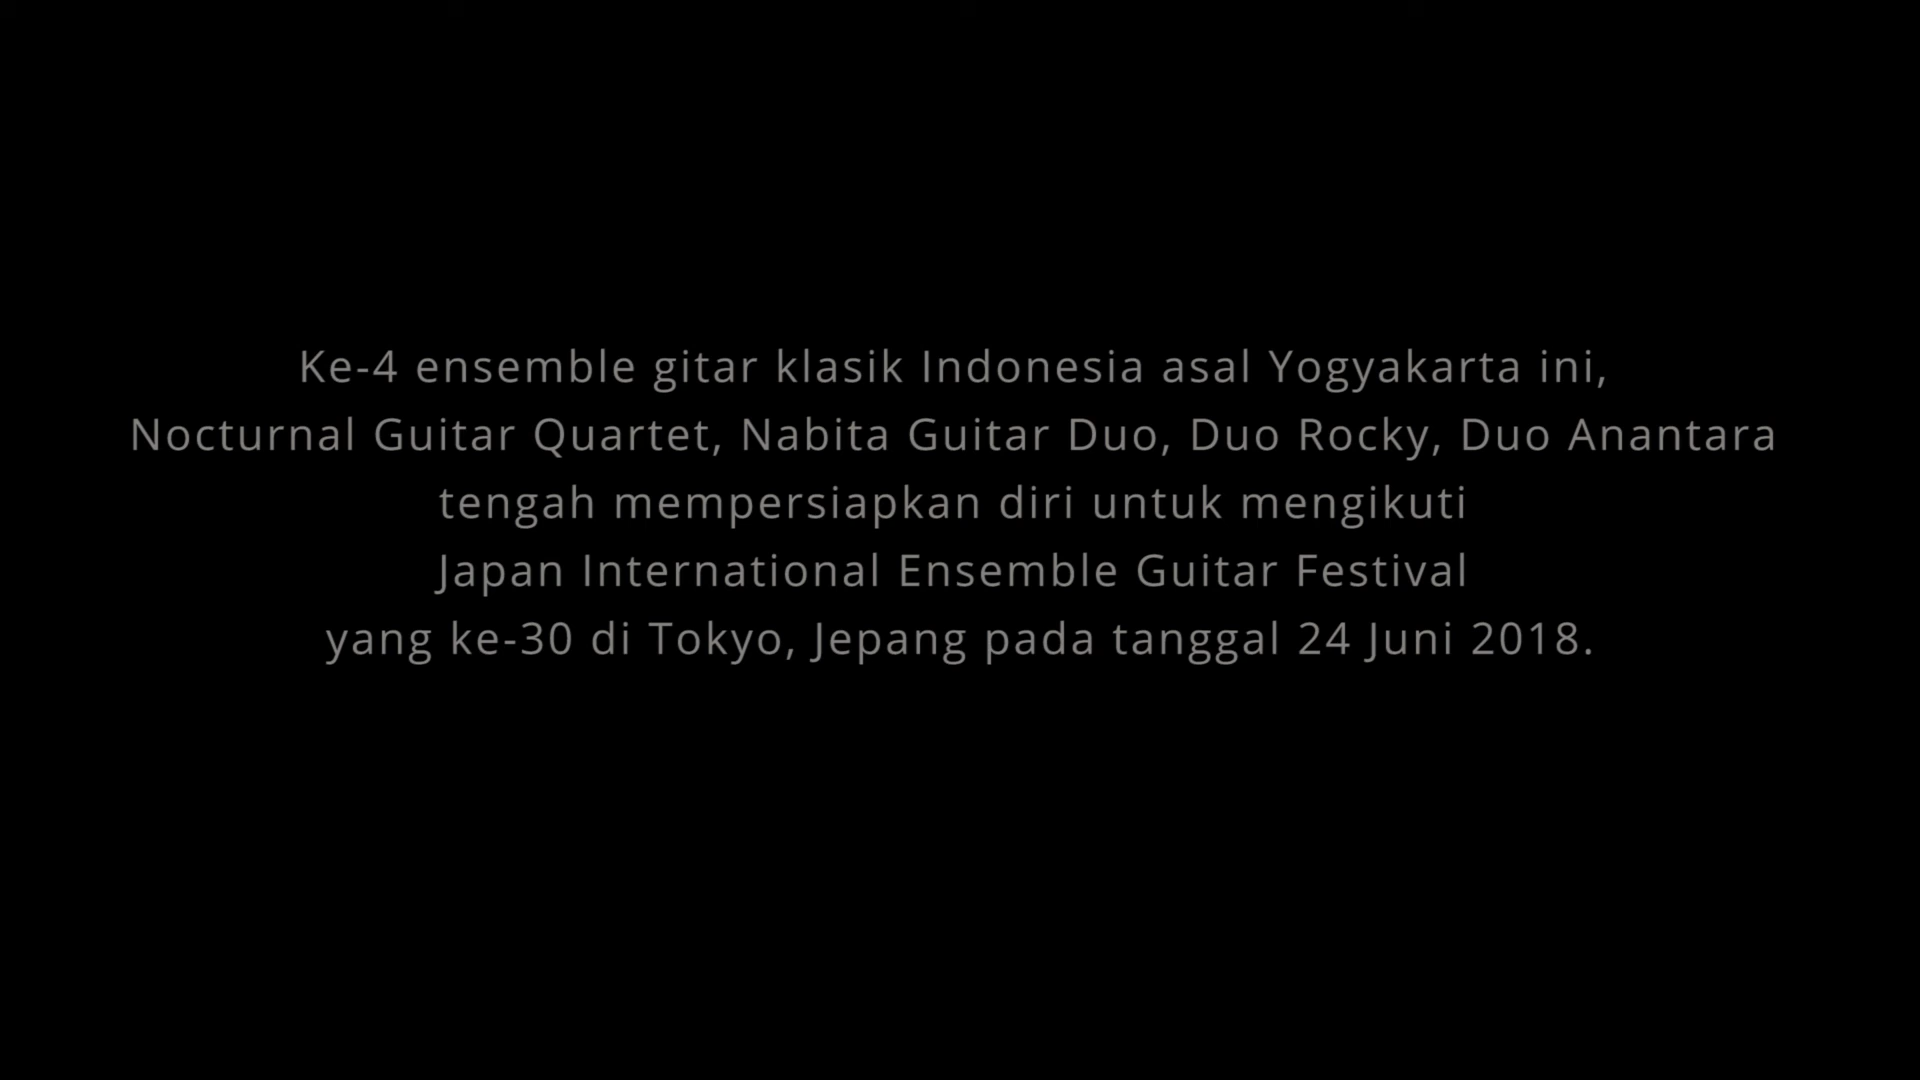 Ke-4 ensemble gitar klasik Indonesia asal Yogyakarta ini,
Nocturnal Guitar Quartet, Nabita Guitar Duo, Duo Rocky, Duo Anantara
tengah mempersiapkan diri untuk mengikuti
Japan International Ensemble Guitar Festival
yang ke-30 di Tokyo, Jepang pada tanggal 24 Juni 2018.